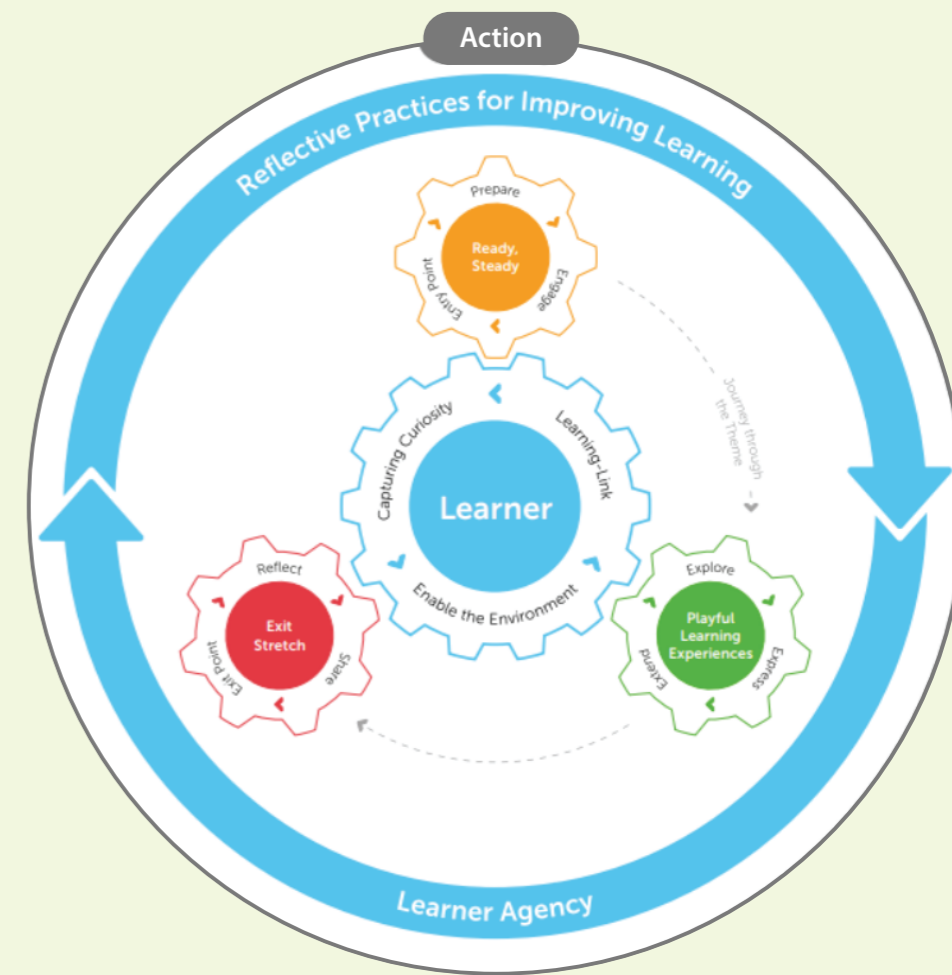 Action
Reflective Practices for Improving Learning
Prepare
Ready,
Steady
Engage
Entry Point
Journey through
the Theme
Capturing Curiosity
Learning-Link
Learner
Enable the Environment
Reflect
Exit
Stretch
Share
Exit Point
Explore
Playful
Learning
Experiences
Express
Extend
Learner Agency